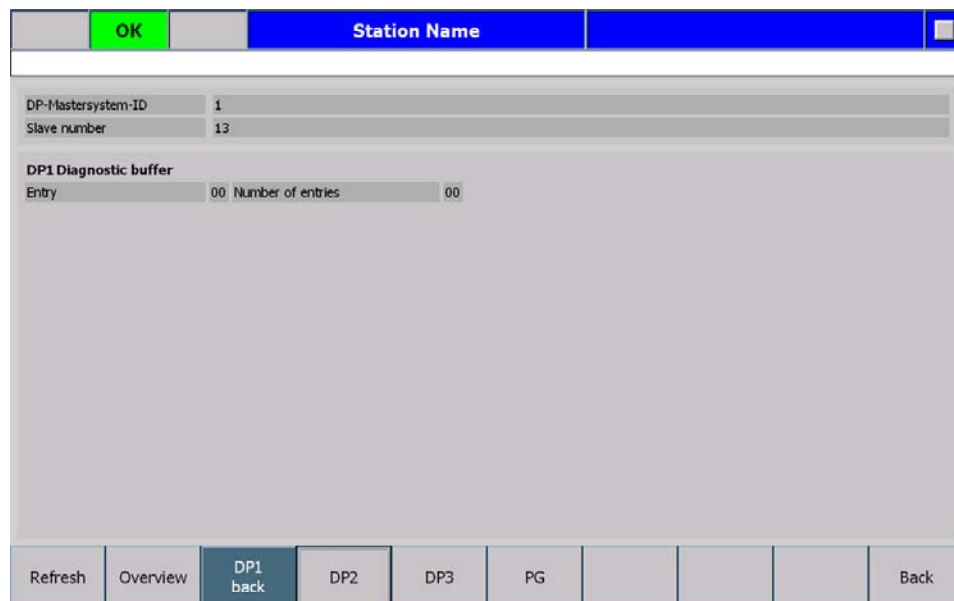 OK Station Name
DP-Mastersystem-ID 1
Slave number 13
DP1 Diagnostic buffer
Entry 00 Number of entries 00
Refresh Overview DP1 back DP2 DP3 PG Back